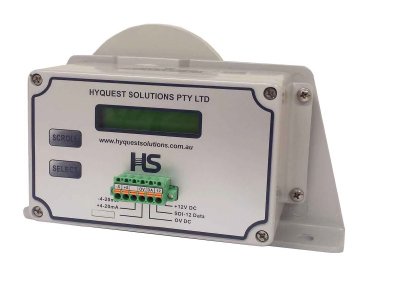 HYQUEST SOLUTIONS PTY LTD
SCROLL
www.hyquestsolutions.com.au
SELECT
HS
-4-20mA
+4-20mA
+12V DC
SDI-12 Data
0V DC